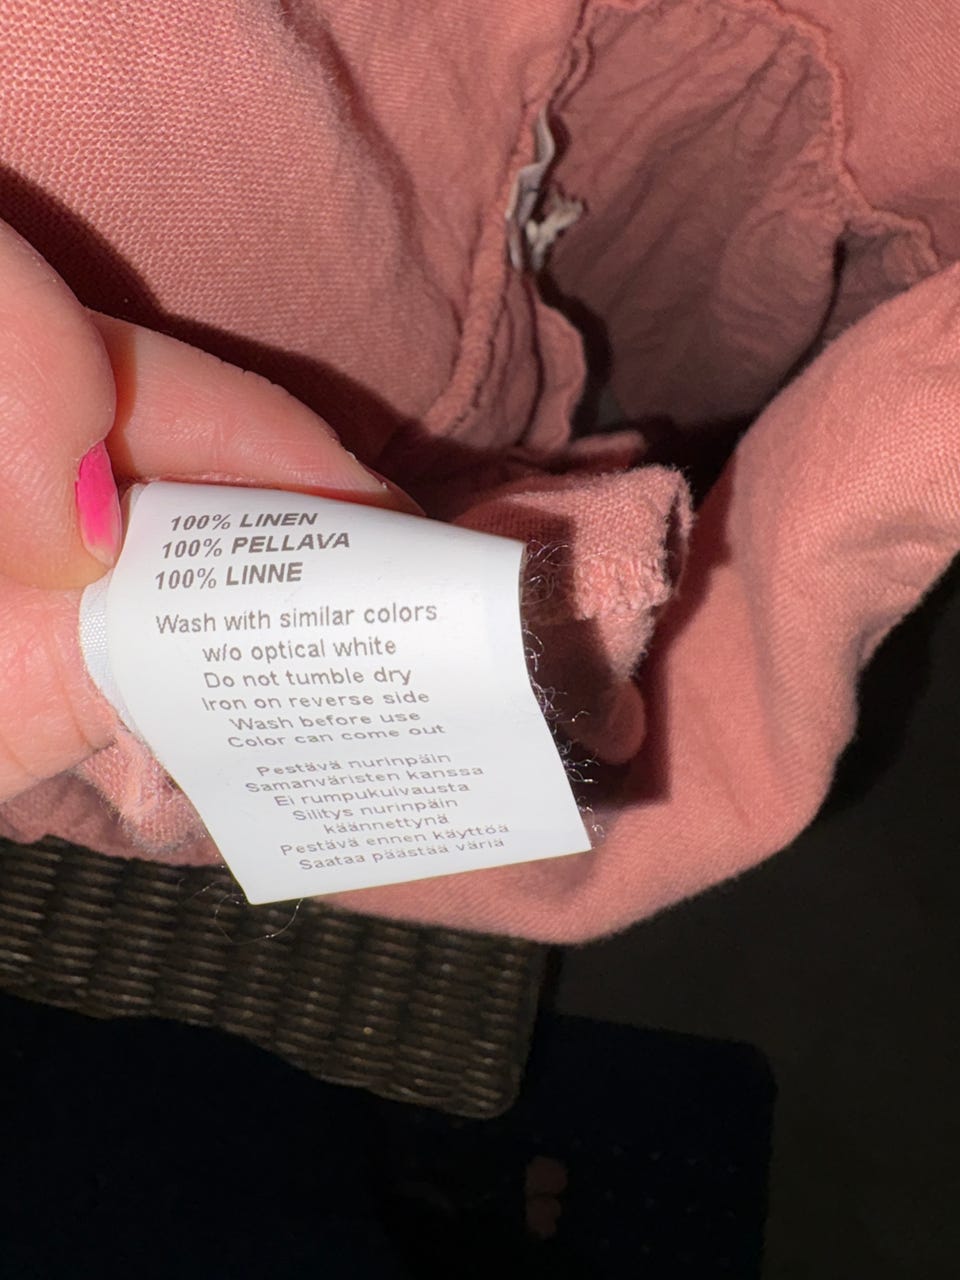 100% LINEN
100% PELLAVA
100% LINNE
Wash with similar colors
w/o optical white
Do not tumble dry
Iron on reverse side
Wash before use
Color can come out
Pestävä nurinpäin
Samanväristen kanssa
Ei rumpukuivausta
Silitys nurinpäin
käännettynä
Pestävä ennen käyttöä
Saataa päästää väriä